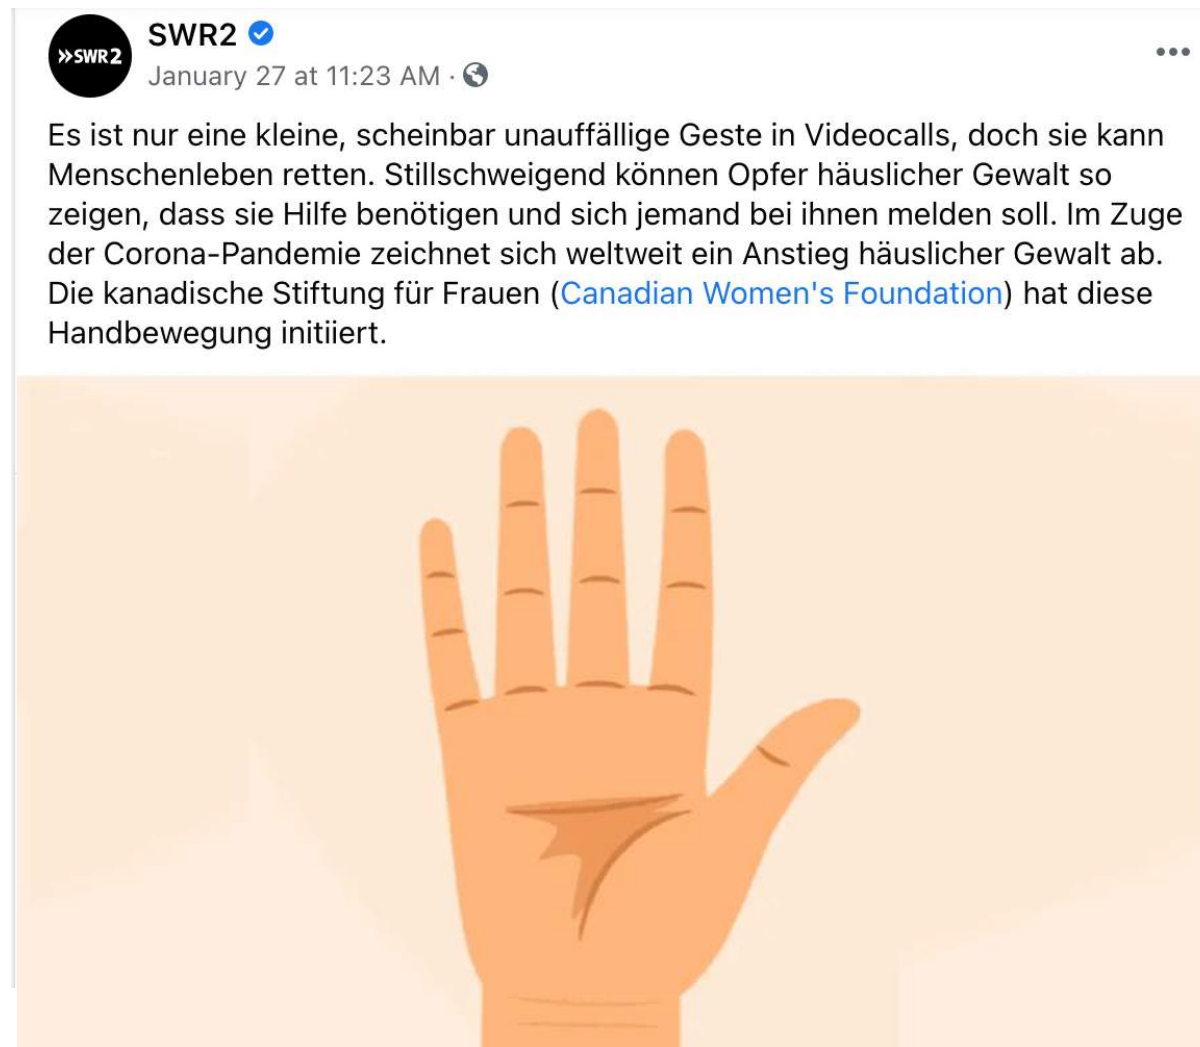 »SWR2
SWR2
January 27 at 11:23 AM ·
Es ist nur eine kleine, scheinbar unauffällige Geste in Videocalls, doch sie kann
Menschenleben retten. Stillschweigend können Opfer häuslicher Gewalt so
zeigen, dass sie Hilfe benötigen und sich jemand bei ihnen melden soll. Im Zuge
der Corona-Pandemie zeichnet sich weltweit ein Anstieg häuslicher Gewalt ab.
Die kanadische Stiftung für Frauen (Canadian Women's Foundation) hat diese
Handbewegung initiiert.